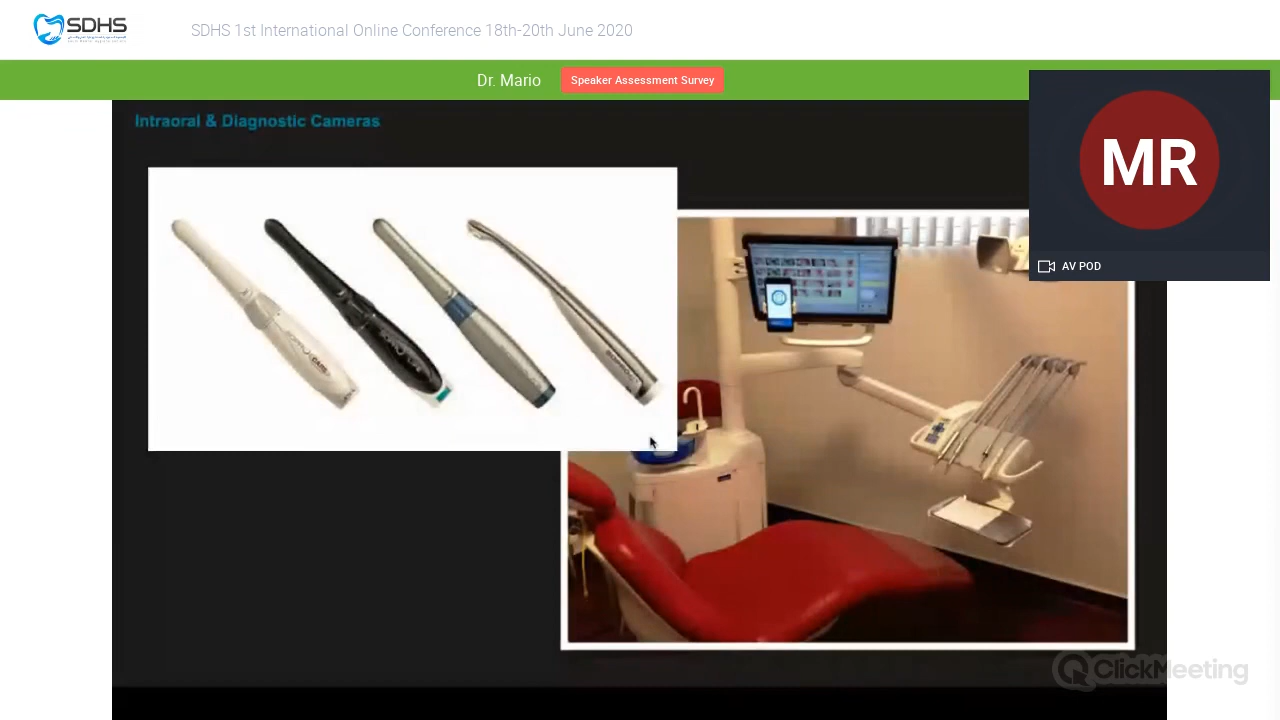 SDHS
SDHS 1st International Online Conference 18th-20th June 2020
Dr. Mario
Speaker Assessment Survey
Intraoral & Diagnostic Cameras
MR
AV POD
ClickMeeting